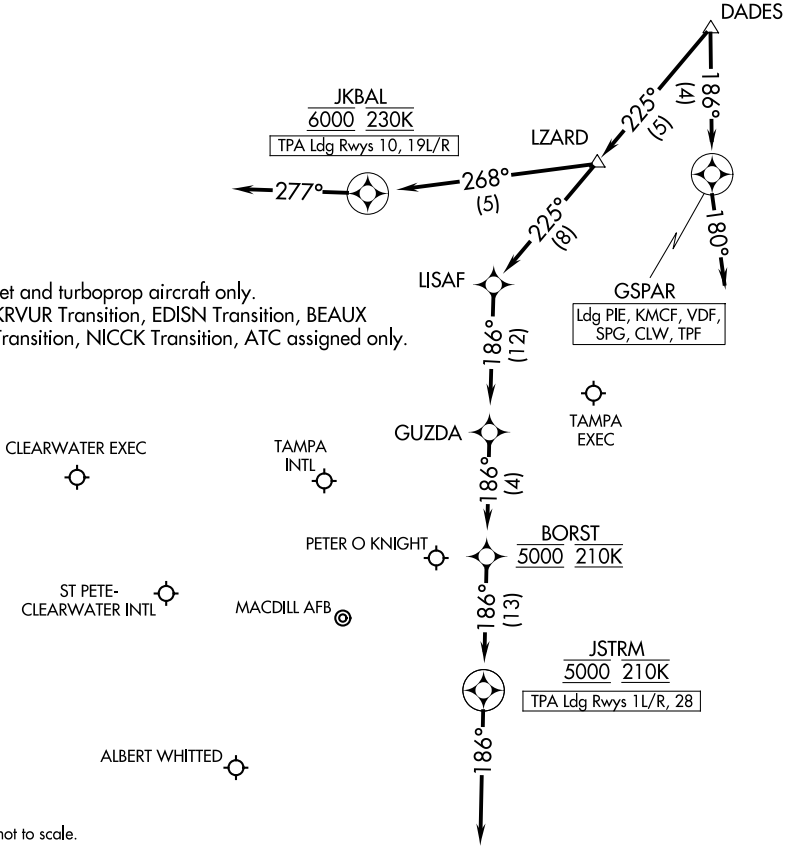 DADES
186°
(4)
225°
(5)
JKBAL
6000 230K
TPA Ldg Rwys 10, 19L/R
LZARD
277°
268°
(5)
225°
(8)
180°
LISAF
GSPAR
Ldg PIE, KMCF, VDF,
SPG, CLW, TPF
et and turboprop aircraft only.
KRVUR Transition, EDISN Transition, BEAUX
Transition, NICCK Transition, ATC assigned only.
186°
(12)
TAMPA
EXEC
GUZDA
CLEARWATER EXEC
TAMPA
INTL
186°
(4)
PETER O KNIGHT
BORST
5000 210K
ST PETE-
CLEARWATER INTL
MACDILL AFB
186°
(13)
JSTRM
5000 210K
TPA Ldg Rwys 1L/R, 28
186°
ALBERT WHITTED
not to scale.